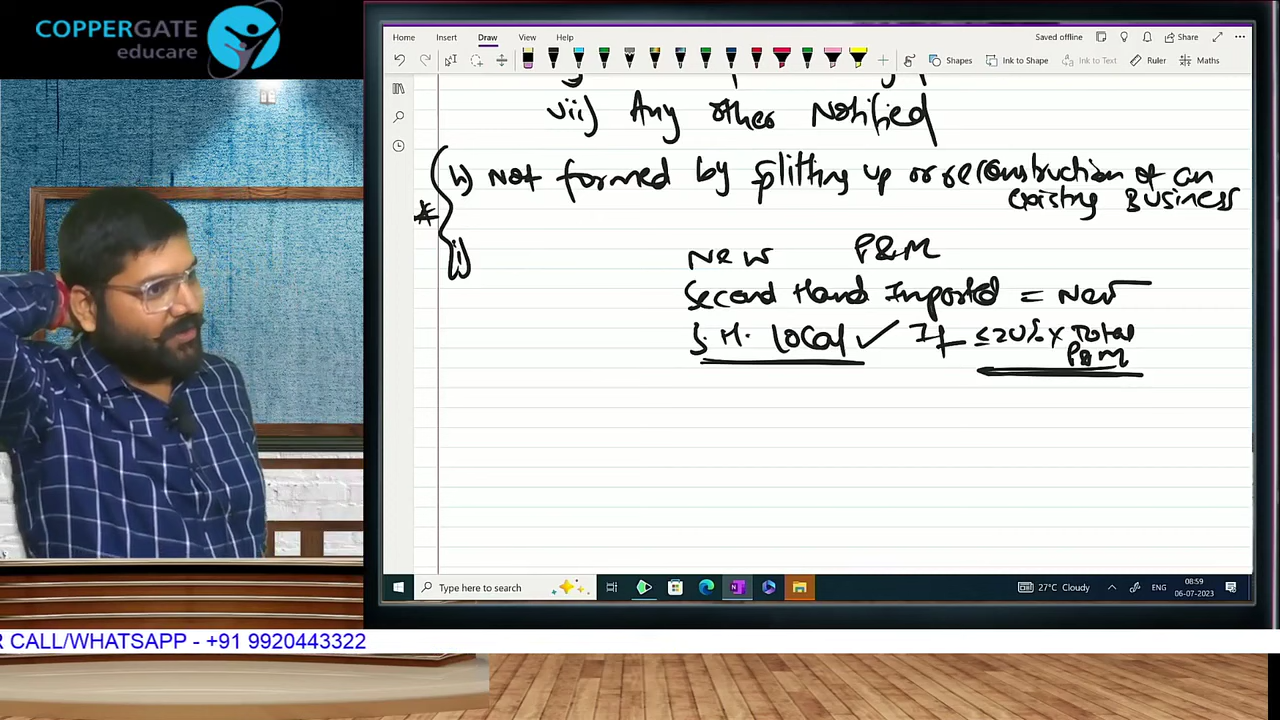 COPPERGATE
educare
Home Insert Draw View Help
Saved offline
Share
Shapes
Ink to Shape
Ink to Text
Ruler
Maths
vii) Any other Notified
h) Not formed by splitting up or reconstruction of an
existing Business
i)
New P&M
Second Hand Imported = New
S.H. Local ✓ If ≤20% x Total
P&M
Type here to search
27°C Cloudy
ENG
08:59
06-07-2023
R CALL/WHATSAPP - +91 9920443322